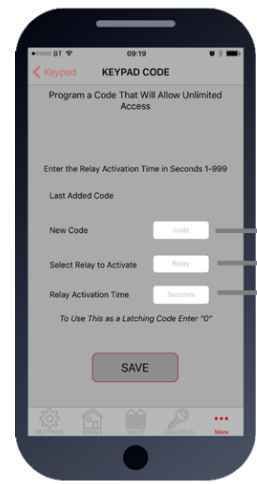 BT 09:19
Keypad KEYPAD CODE
Program a Code That Will Allow Unlimited
Access
Enter the Relay Activation Time in Seconds 1-999
Last Added Code
New Code code
Select Relay to Activate Relay
Relay Activation Time Seconds
To Use This as a Latching Code Enter "0"
SAVE
SETTINGS CALLER ID More